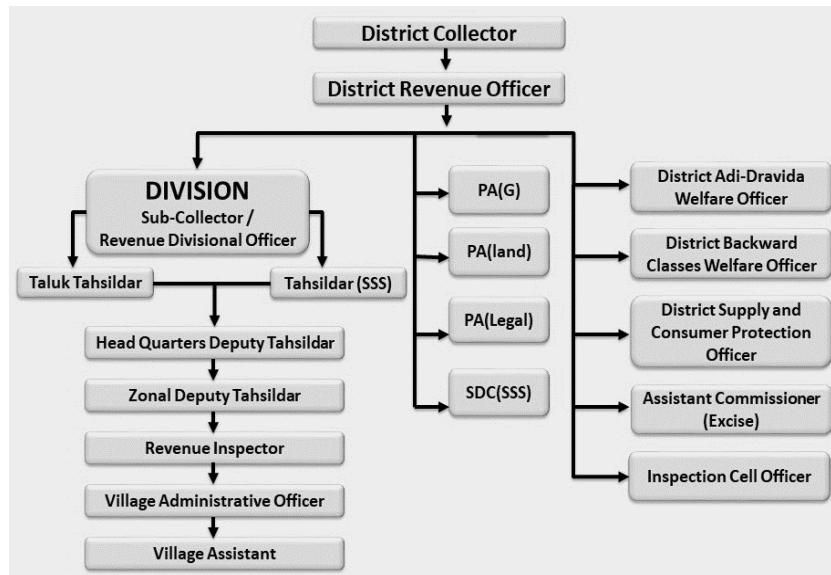 District Collector
District Revenue Officer
DIVISION
Sub-Collector /
Revenue Divisional Officer
Taluk Tahsildar
Tahsildar (SSS)
Head Quarters Deputy Tahsildar
Zonal Deputy Tahsildar
Revenue Inspector
Village Administrative Officer
Village Assistant
PA(G)
PA(land)
PA(Legal)
SDC(SSS)
District Adi-Dravida
Welfare Officer
District Backward
Classes Welfare Officer
District Supply and
Consumer Protection
Officer
Assistant Commissioner
(Excise)
Inspection Cell Officer